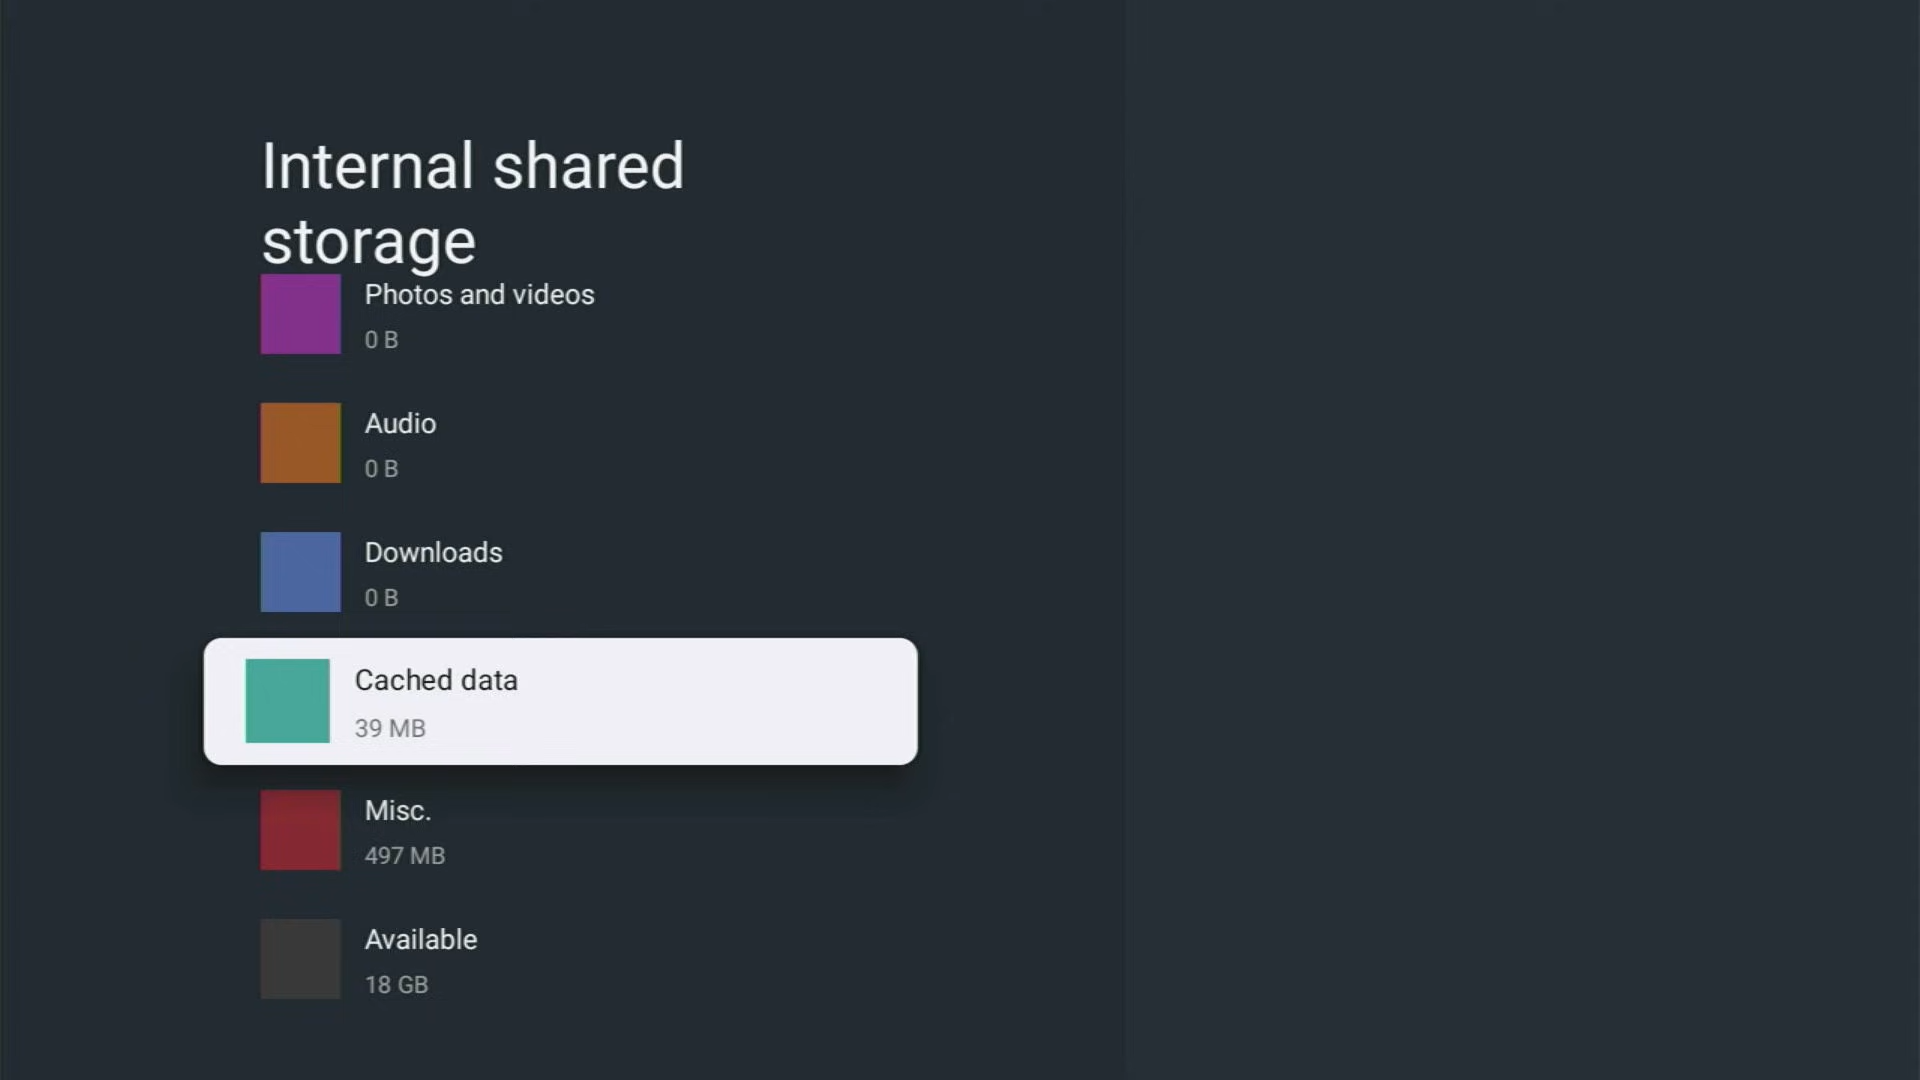 Internal shared
storage
Photos and videos
0 B
Audio
0 B
Downloads
0 B
Cached data
39 MB
Misc.
497 MB
Available
18 GB